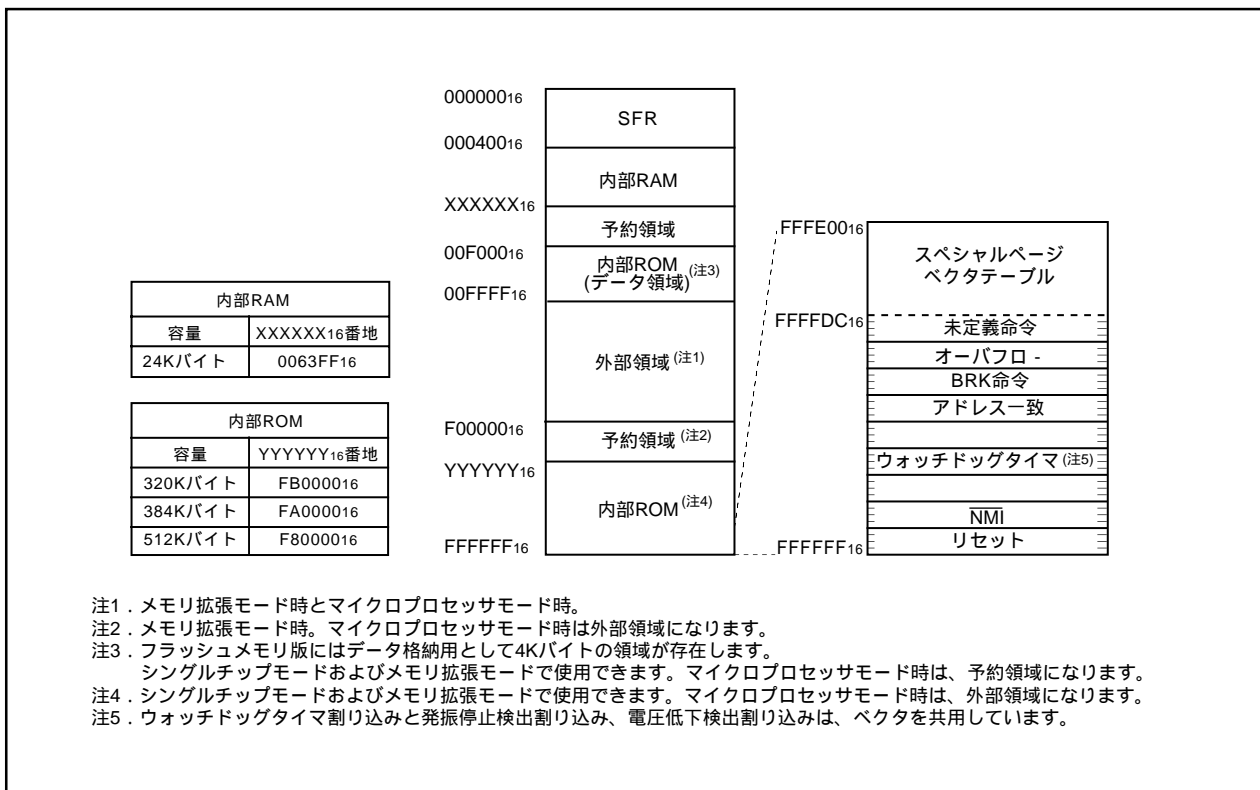 00000016
SFR
00040016
内部RAM
XXXXXX16
予約領域
00F00016
内部ROM
(データ領域)(注3)
00FFFF16
外部領域(注1)
F0000016
予約領域(注2)
YYYYYY16
内部ROM(注4)
FFFFFF16
FFFE0016
スペシャルページ
ベクタテーブル
FFFFDC16
未定義命令
オーバフロ -
BRK命令
アドレス一致
ウォッチドッグタイマ(注5)
NMI
リセット
FFFFFF16
内部RAM
容量 XXXXXX16番地
24Kバイト 0063FF16
内部ROM
容量 YYYYYY16番地
320Kバイト FB000016
384Kバイト FA000016
512Kバイト F8000016
注1．メモリ拡張モード時とマイクロプロセッサモード時。
注2．メモリ拡張モード時。マイクロプロセッサモード時は外部領域になります。
注3．フラッシュメモリ版にはデータ格納用として4Kバイトの領域が存在します。
シングルチップモードおよびメモリ拡張モードで使用できます。マイクロプロセッサモード時は、予約領域になります。
注4．シングルチップモードおよびメモリ拡張モードで使用できます。マイクロプロセッサモード時は、外部領域になります。
注5．ウォッチドッグタイマ割り込みと発振停止検出割り込み、電圧低下検出割り込みは、ベクタを共用しています。